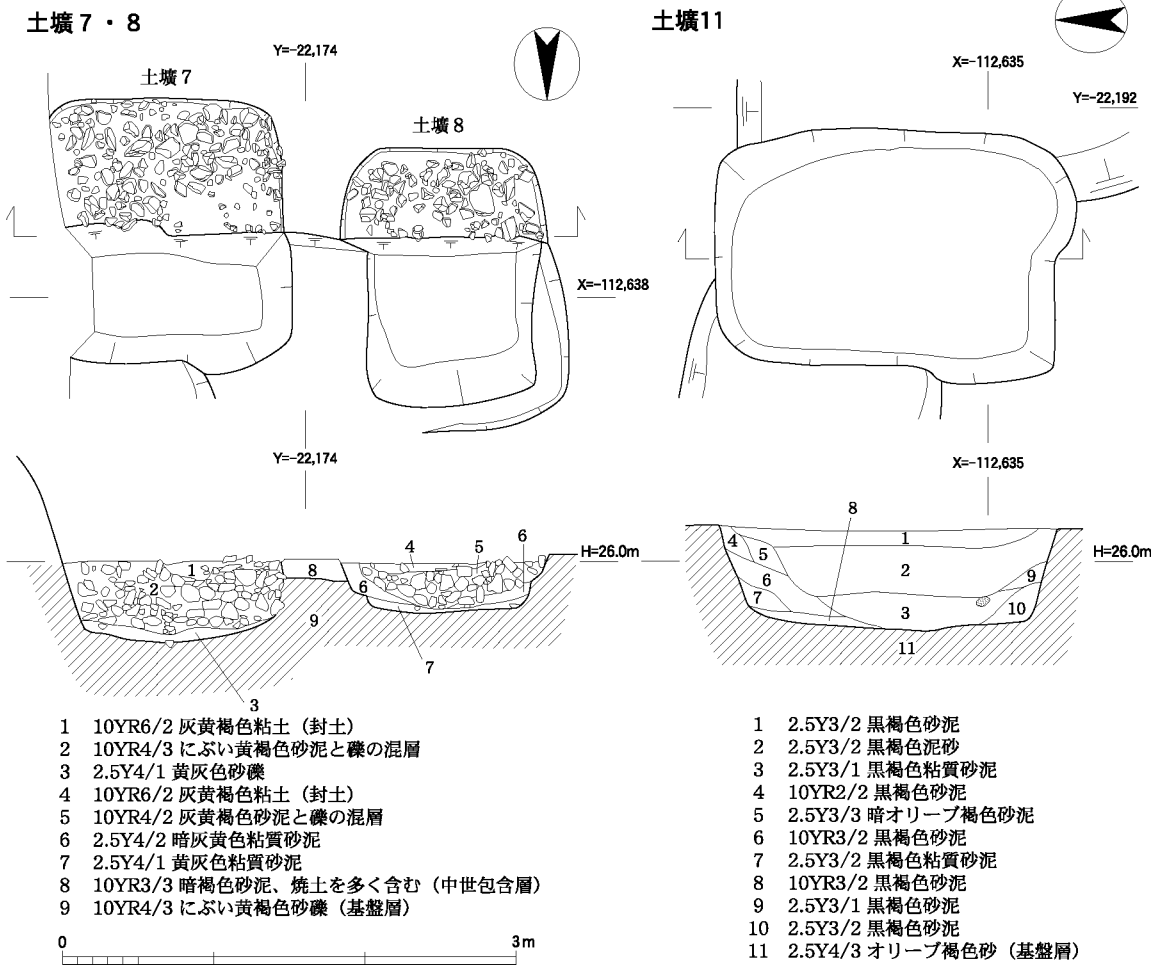 土壙７・８
Y=-22,174
土壙７
土壙８
X=-112,638
Y=-22,174
4
5
6
H=26.0m
1
8
2
6
9
7
3
1 10YR6/2 灰黄褐色粘土（封土）
2 10YR4/3 にぶい黄褐色砂泥と礫の混層
3 2.5Y4/1 黄灰色砂礫
4 10YR6/2 灰黄褐色粘土（封土）
5 10YR4/2 灰黄褐色砂泥と礫の混層
6 2.5Y4/2 暗灰黄色粘質砂泥
7 2.5Y4/1 黄灰色粘質砂泥
8 10YR3/3 暗褐色砂泥、焼土を多く含む（中世包含層）
9 10YR4/3 にぶい黄褐色砂礫（基盤層）
0 3m
土壙11
X=-112,635
Y=-22,192
X=-112,635
8
4
1
5
H=26.0m
2
6
9
7
3
10
11
1 2.5Y3/2 黒褐色砂泥
2 2.5Y3/2 黒褐色泥砂
3 2.5Y3/1 黒褐色粘質砂泥
4 10YR2/2 黒褐色砂泥
5 2.5Y3/3 暗オリーブ褐色砂泥
6 10YR3/2 黒褐色砂泥
7 2.5Y3/2 黒褐色粘質砂泥
8 10YR3/2 黒褐色砂泥
9 2.5Y3/1 黒褐色砂泥
10 2.5Y3/2 黒褐色砂泥
11 2.5Y4/3 オリーブ褐色砂（基盤層）